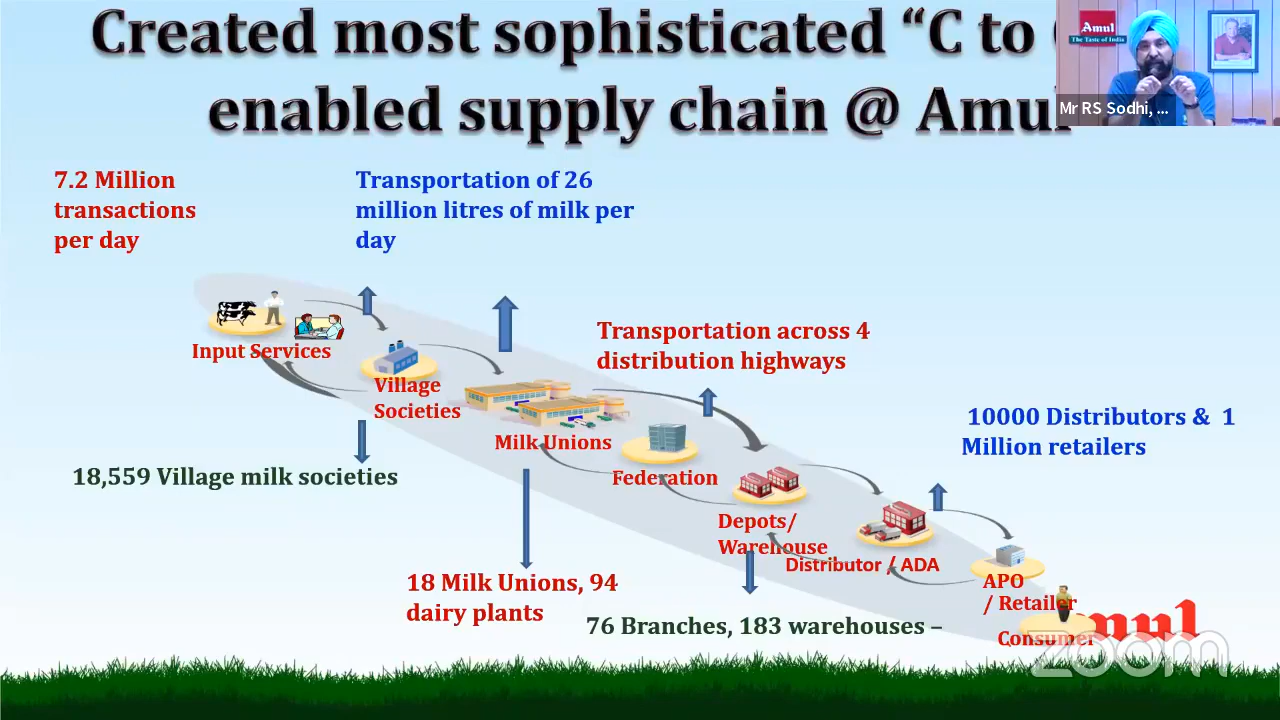 Created most sophisticated “C to
enabled supply chain @ Amul
Amul
The Taste of India
Mr RS Sodhi, ...
7.2 Million
transactions
per day
Transportation of 26
million litres of milk per
day
Transportation across 4
distribution highways
10000 Distributors & 1
Million retailers
Input Services
Village
Societies
Milk Unions
Federation
Depots/
Warehouse
Distributor / ADA
APO
/ Retailer
Consumer
18,559 Village milk societies
18 Milk Unions, 94
dairy plants
76 Branches, 183 warehouses –
zoom